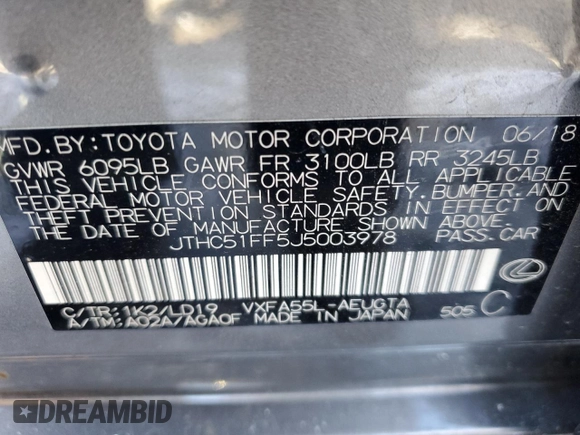 MFD.BY:TOYOTA MOTOR CORPORATION 06/18
GVWR 6095LB GAWR FR 3100LB RR 3245LB
THIS VEHICLE CONFORMS TO ALL APPLICABLE
FEDERAL MOTOR VEHICLE SAFETY,BUMPER,AND
THEFT PREVENTION STANDARDS IN EFFECT ON
THE DATE OF MANUFACTURE SHOWN ABOVE.
JTHC51FF5J5003978 PASS.CAR
C/TR:1K2/LD19 VXFA55L-AEUGTA
A/TM:A02A/AGA0F MADE IN JAPAN 505 C
DREAMBID